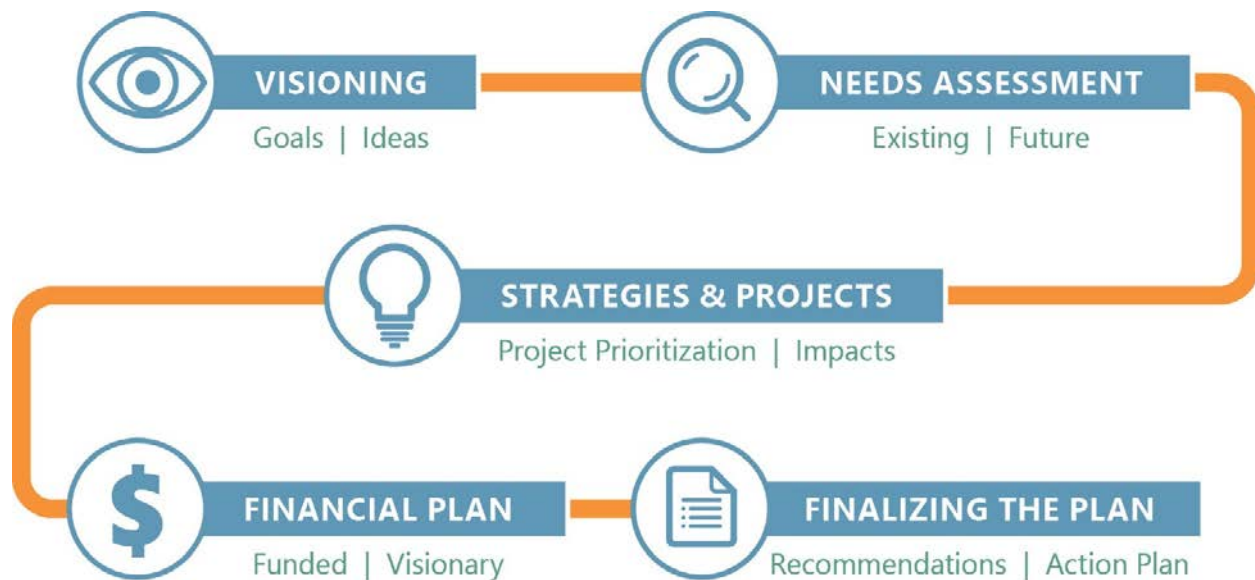 VISIONING
Goals | Ideas
NEEDS ASSESSMENT
Existing | Future
STRATEGIES & PROJECTS
Project Prioritization | Impacts
FINANCIAL PLAN
Funded | Visionary
FINALIZING THE PLAN
Recommendations | Action Plan